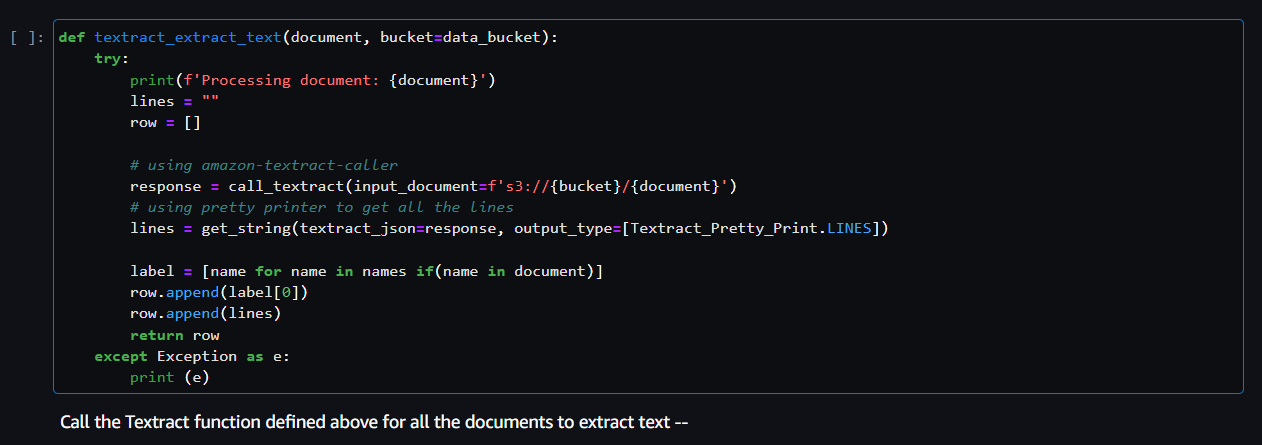 [ ]: def textract_extract_text(document, bucket=data_bucket):
    try:
        print(f'Processing document: {document}')
        lines = ""
        row = []

        # using amazon-textract-caller
        response = call_textract(input_document=f's3://{bucket}/{document}')
        # using pretty printer to get all the lines
        lines = get_string(textract_json=response, output_type=[Textract_Pretty_Print.LINES])

        label = [name for name in names if(name in document)]
        row.append(label[0])
        row.append(lines)
        return row
    except Exception as e:
        print (e)
Call the Textract function defined above for all the documents to extract text --